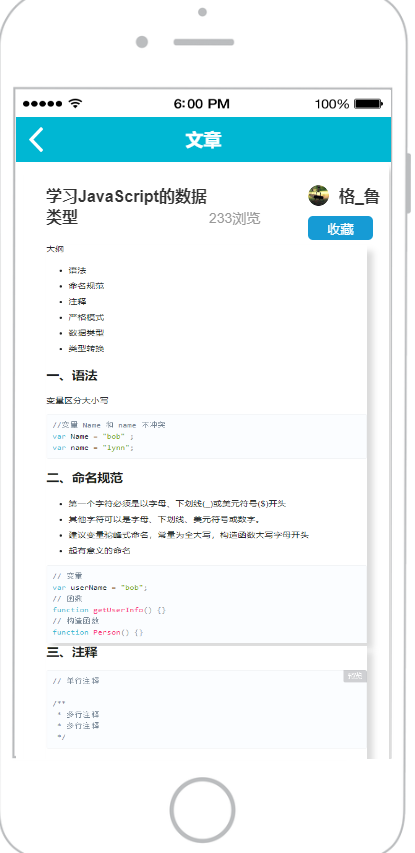 6:00 PM
100%
文章
学习JavaScript的数据
类型
233浏览
格_鲁
收藏
大纲
语法
命名规范
注释
严格模式
数据类型
类型转换
一、语法
变量区分大小写
//变量 Name 和 name 不冲突
var Name = "bob" ;
var name = "lynn";
二、命名规范
第一个字符必须是以字母、下划线(_)或美元符号($)开头
其他字符可以是字母、下划线、美元符号或数字。
建议变量驼峰式命名，常量为全大写，构造函数大写字母开头
起有意义的命名
// 变量
var userName = "bob";
// 函数
function getUserInfo() {}
// 构造函数
function Person() {}
三、注释
// 单行注释
/**
* 多行注释
* 多行注释
*/